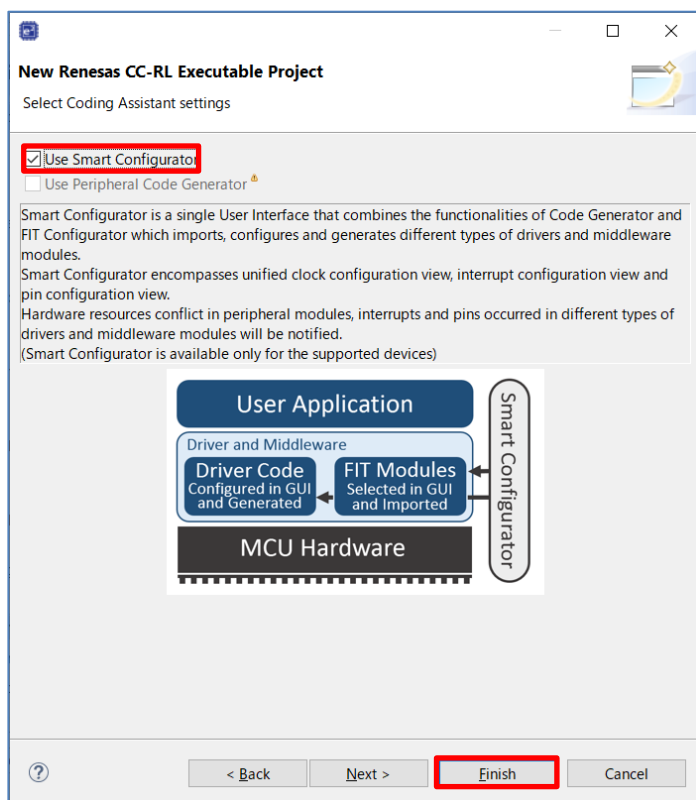 New Renesas CC-RL Executable Project
Select Coding Assistant settings
Use Smart Configurator
Use Peripheral Code Generator
Smart Configurator is a single User Interface that combines the functionalities of Code Generator and
FIT Configurator which imports, configures and generates different types of drivers and middleware
modules.
Smart Configurator encompasses unified clock configuration view, interrupt configuration view and
pin configuration view.
Hardware resources conflict in peripheral modules, interrupts and pins occurred in different types of
drivers and middleware modules will be notified.
(Smart Configurator is available only for the supported devices)
User Application
Driver and Middleware
Driver Code
Configured in GUI
and Generated
FIT Modules
Selected in GUI
and Imported
MCU Hardware
Smart Configurator
?
< Back
Next >
Finish
Cancel